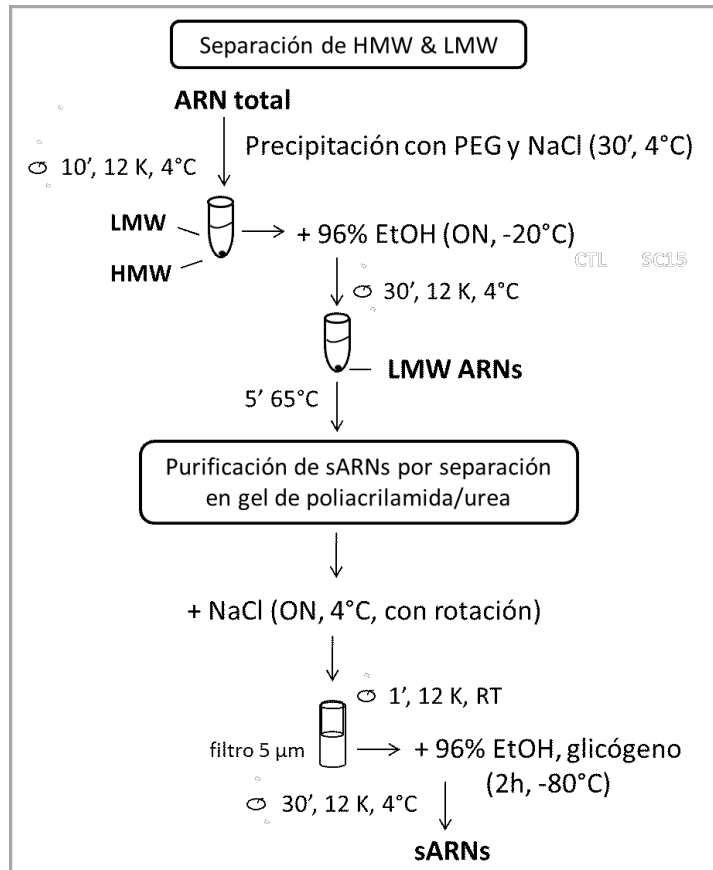 Separación de HMW & LMW
ARN total
Precipitación con PEG y NaCl (30’, 4°C)
10’, 12 K, 4°C
LMW
+ 96% EtOH (ON, -20°C)
HMW
CTL SC15
30’, 12 K, 4°C
LMW ARNs
5’ 65°C
Purificación de sARNs por separación
en gel de poliacrilamida/urea
+ NaCl (ON, 4°C, con rotación)
1’, 12 K, RT
filtro 5 µm
+ 96% EtOH, glicógeno
(2h, -80°C)
30’, 12 K, 4°C
sARNs